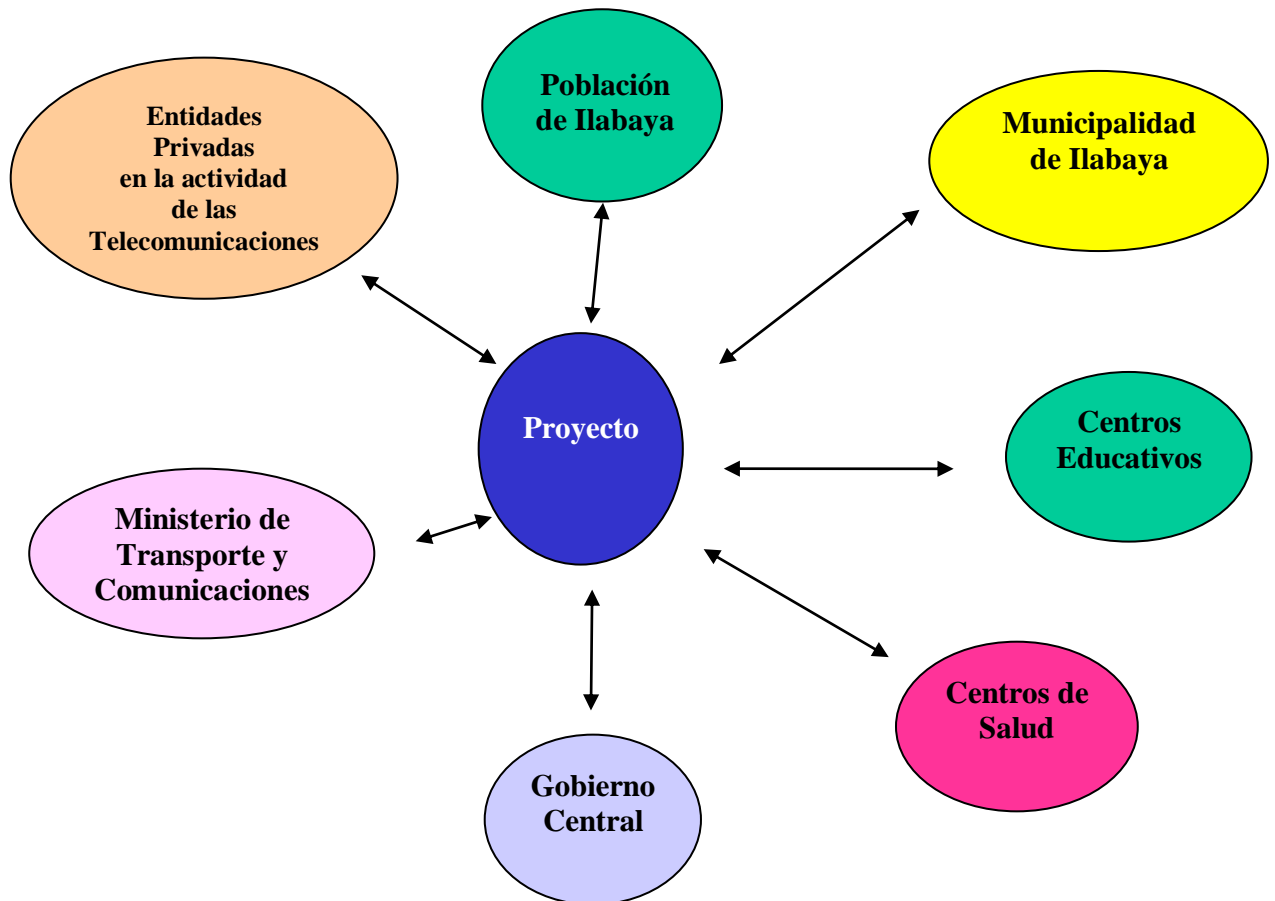 Población
de Ilabaya
Entidades
Privadas
en la actividad
de las
Telecomunicaciones
Municipalidad
de Ilabaya
Proyecto
Centros
Educativos
Ministerio de
Transporte y
Comunicaciones
Centros de
Salud
Gobierno
Central